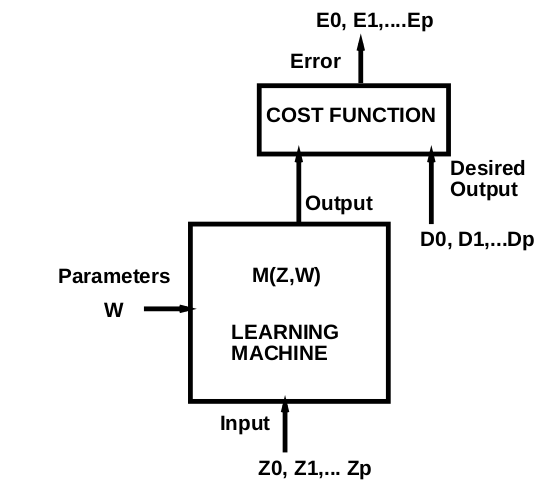 E0, E1,....Ep
Error
COST FUNCTION
Desired
Output
Output
D0, D1,...Dp
Parameters
W
M(Z,W)
LEARNING
MACHINE
Input
Z0, Z1,... Zp